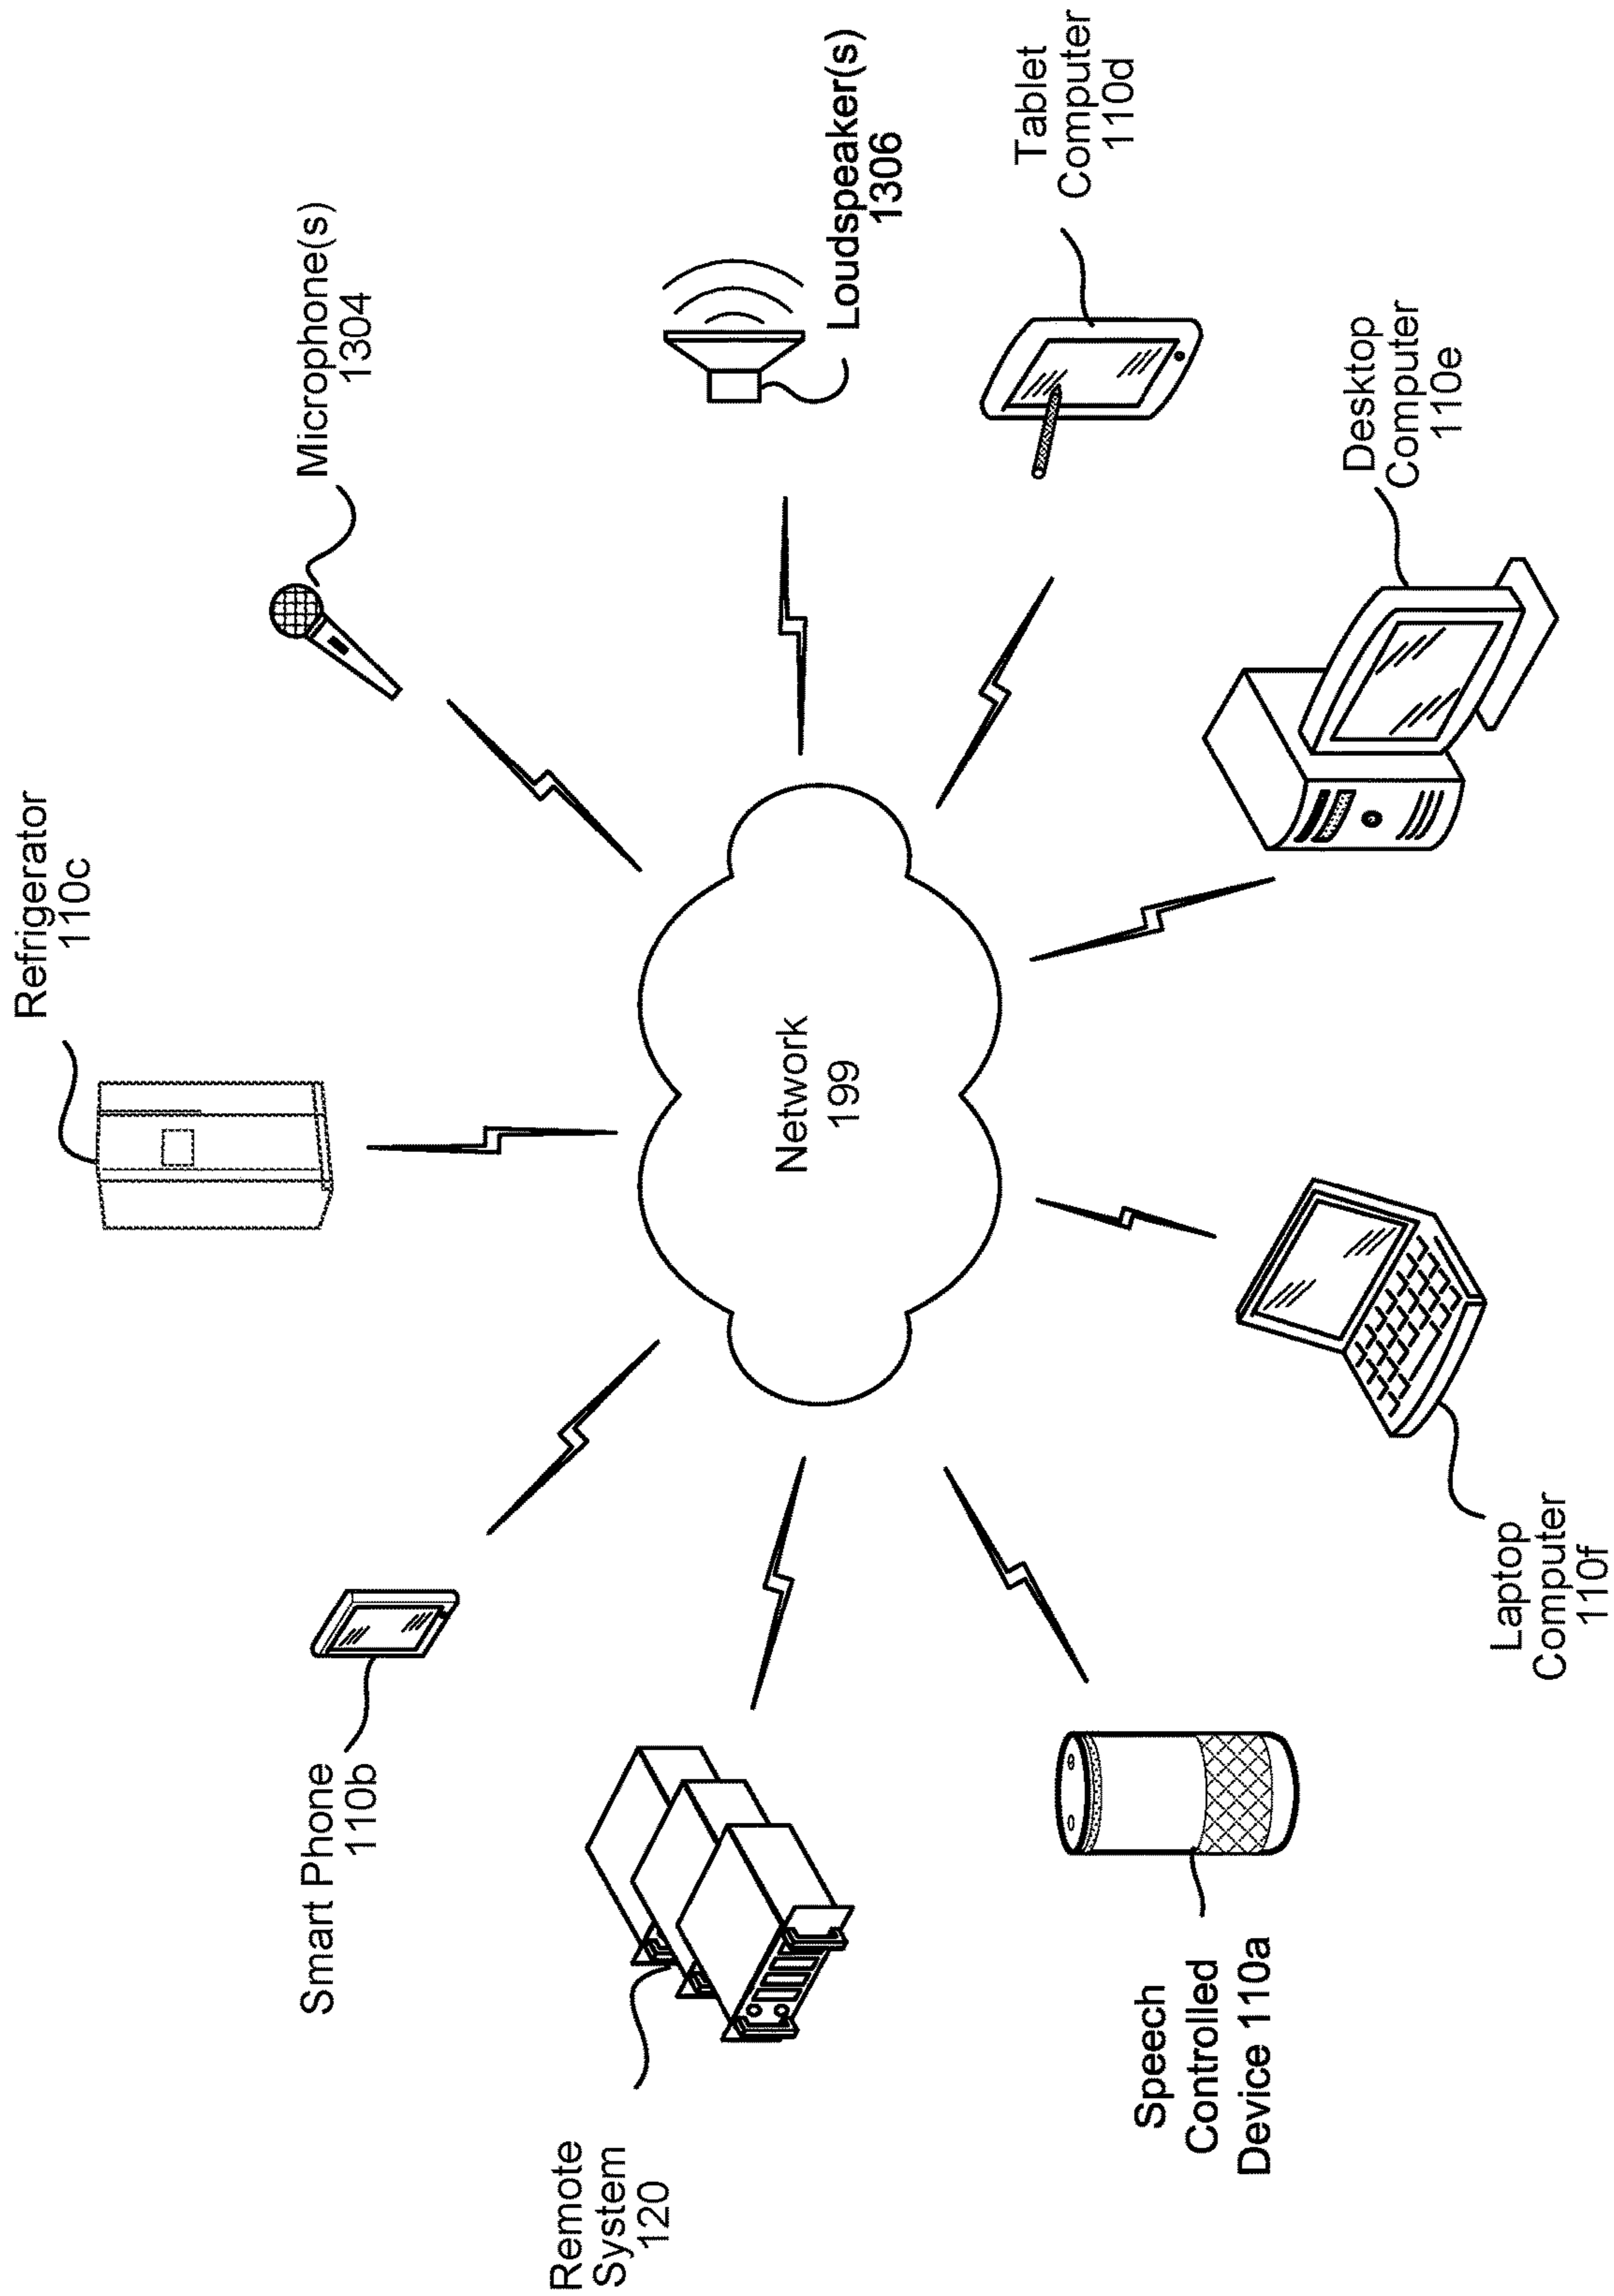 Refrigerator
110c
Microphone(s)
1304
Smart Phone
110b
Loudspeaker(s)
1306
Remote
System
120
Network
199
Tablet
Computer
110d
Speech
Controlled
Device 110a
Desktop
Computer
110e
Laptop
Computer
110f